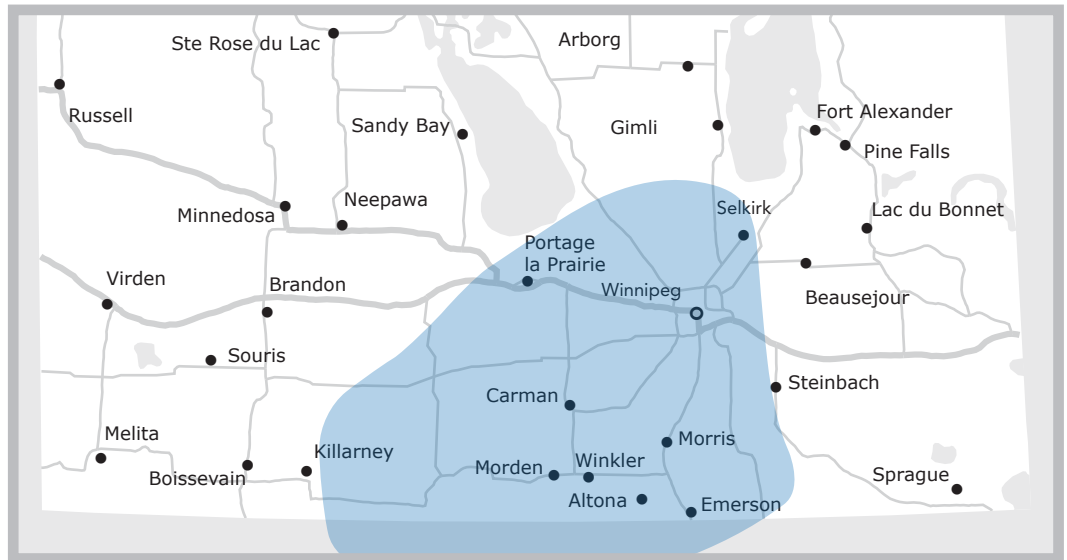 Ste Rose du Lac
Arborg
Russell
Sandy Bay
Gimli
Fort Alexander
Pine Falls
Minnedosa
Neepawa
Selkirk
Lac du Bonnet
Portage
la Prairie
Virden
Brandon
Winnipeg
Beausejour
Souris
Steinbach
Carman
Melita
Killarney
Morris
Boissevain
Morden
Winkler
Sprague
Altona
Emerson